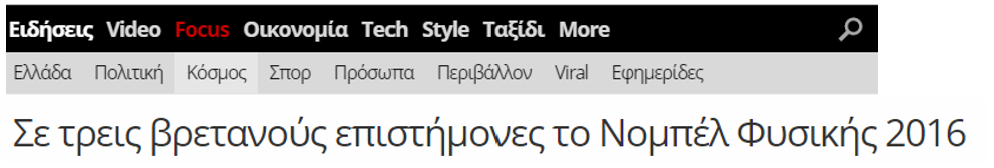 Ειδήσεις Video Focus Οικονομία Tech Style Ταξίδι More
Ελλάδα Πολιτική Κόσμος Σπορ Πρόσωπα Περιβάλλον Viral Εφημερίδες
Σε τρεις βρετανούς επιστήμονες το Νομπέλ Φυσικής 2016